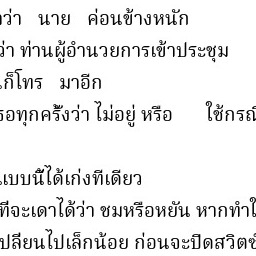 ว่า นาย ค่อนข้างหนัก
ว่า ท่านผู้อำนวยการเข้าประชุม
ก็โทร มาอีก
ทุกครั้งว่า ไม่อยู่ หรือ ใช้กรณี
แบบนี้ได้เก่งทีเดียว
ที่จะเดาได้ว่า ชมหรือหยัน หากทำใ
ปลี่ยนไปเล็กน้อย ก่อนจะปิดสวิตช์